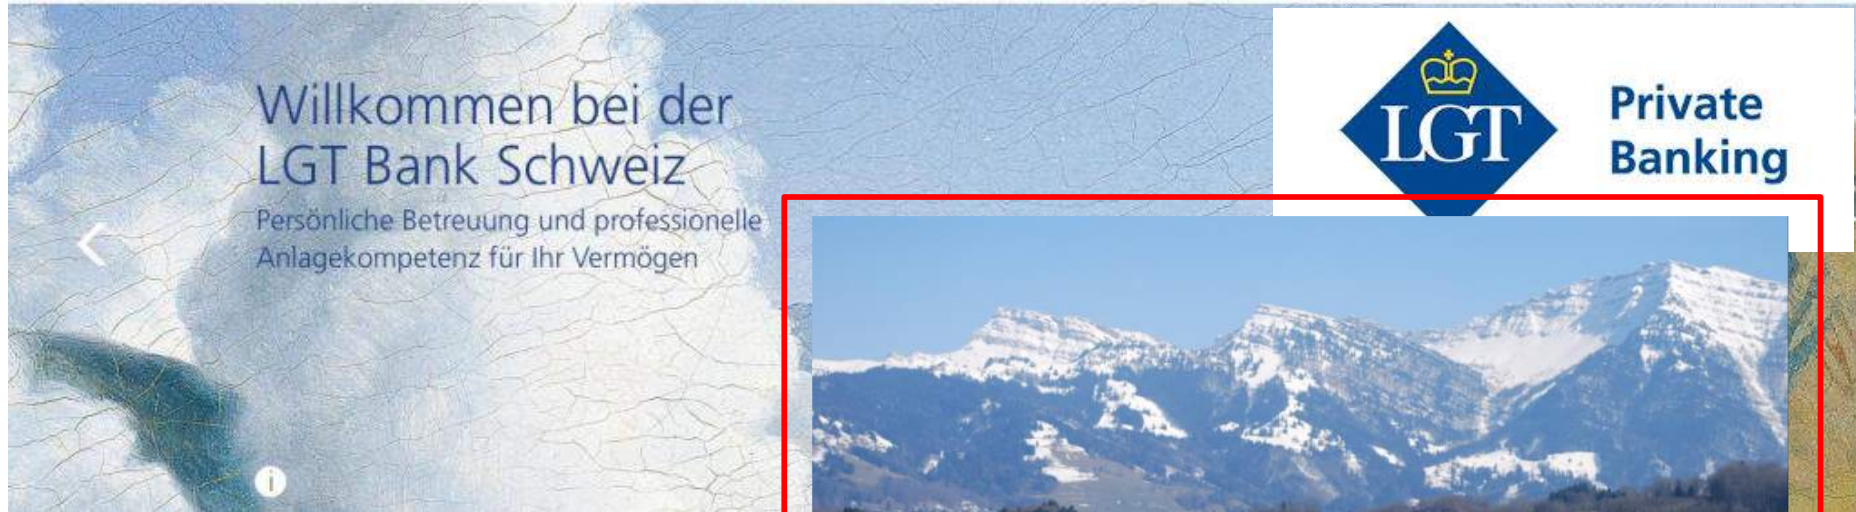 Willkommen bei der
LGT Bank Schweiz
Persönliche Betreuung und professionelle
Anlagekompetenz für Ihr Vermögen
LGT
Private
Banking
i